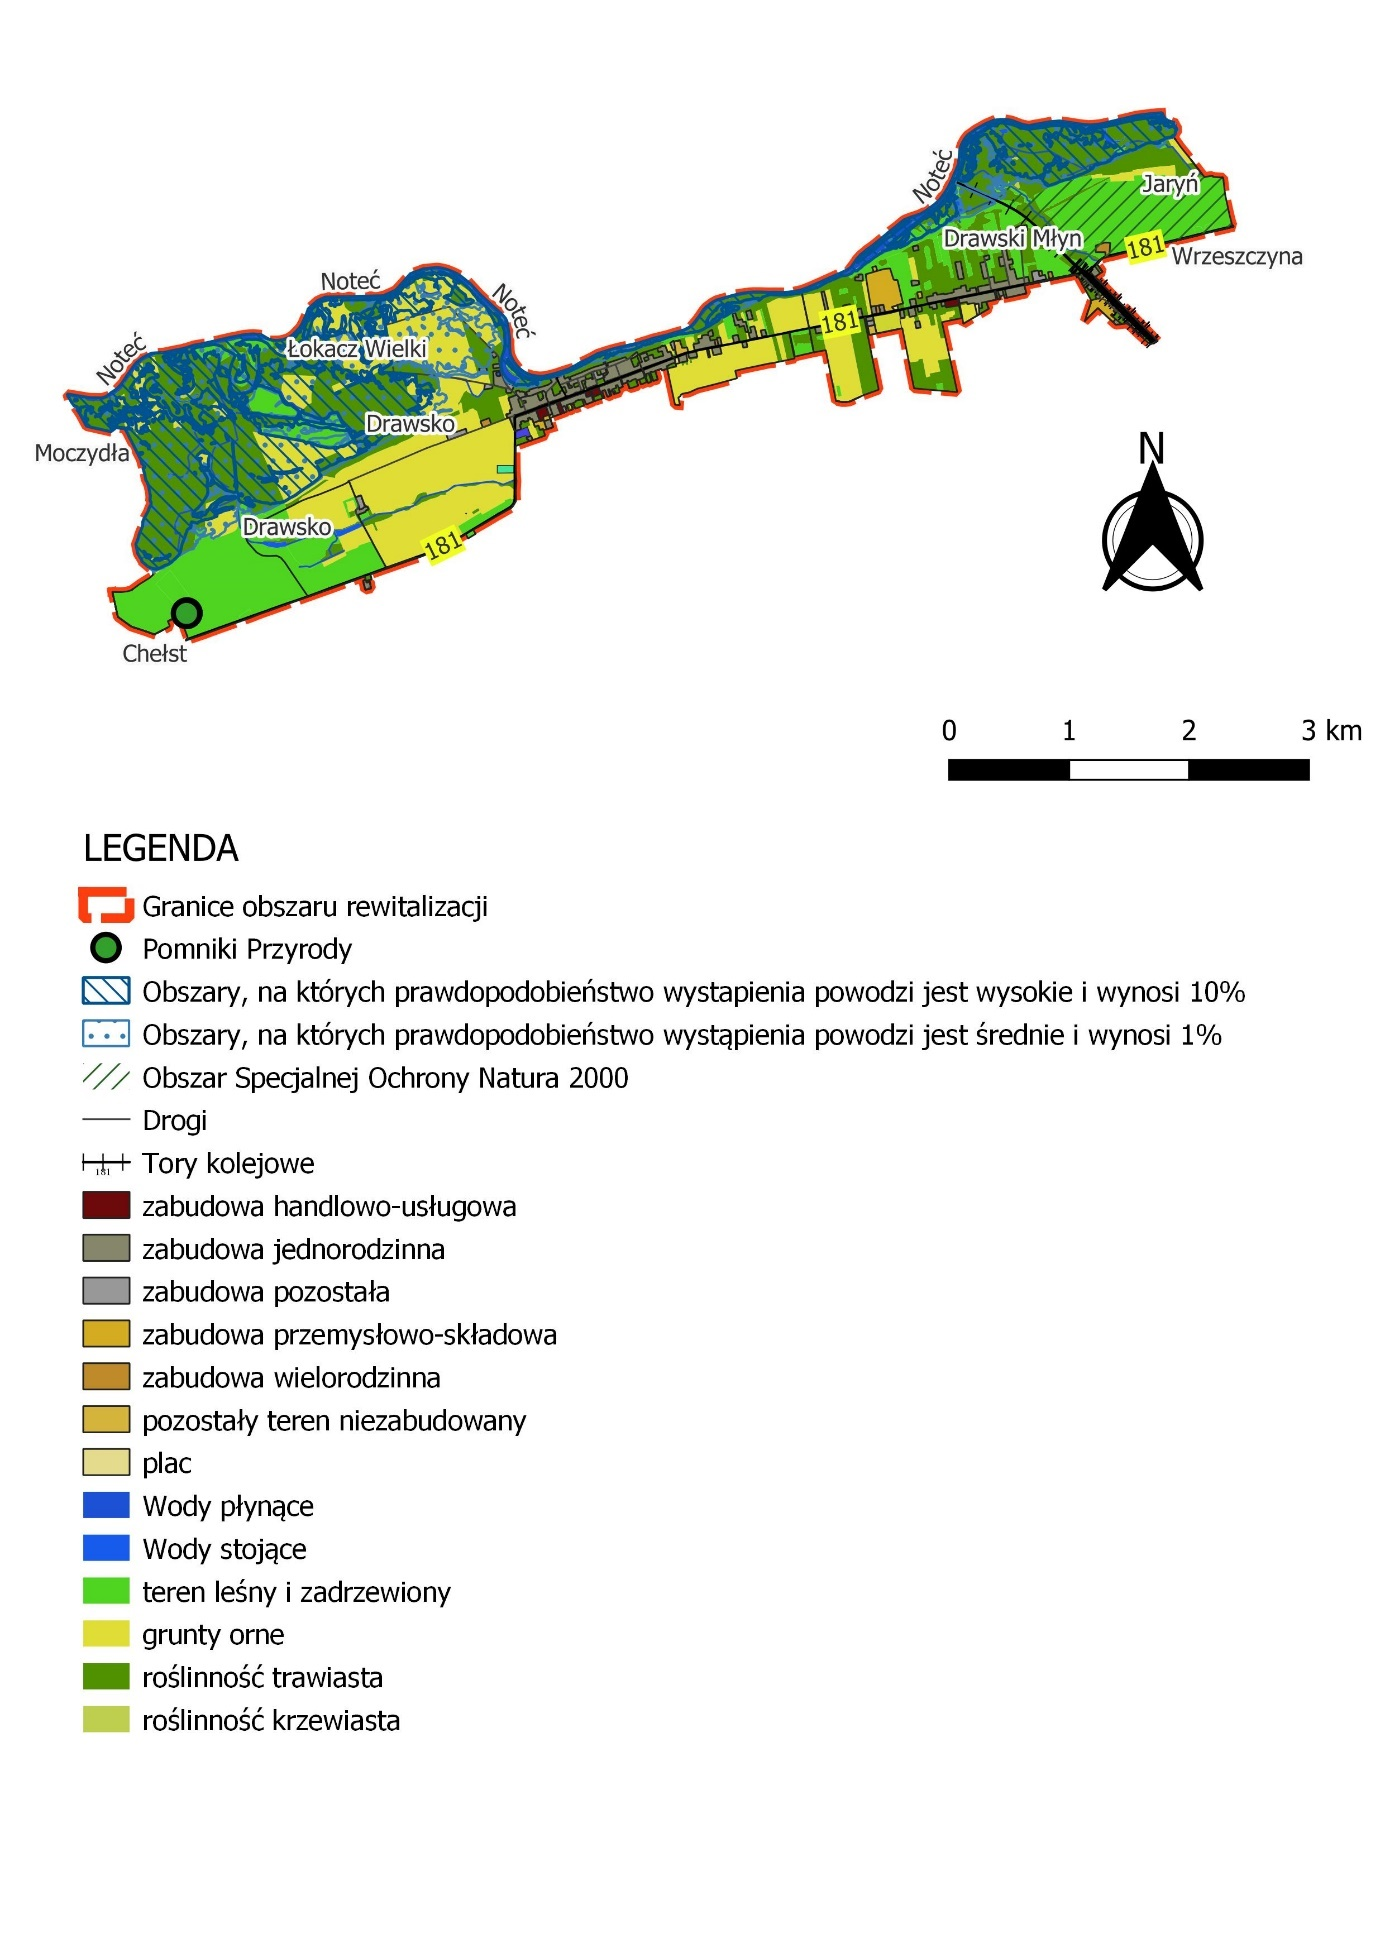 Noteć
Jaryń
Drawski Młyn
181
Wrzeszczyna
Noteć
Noteć
181
Noteć
Łokacz Wielki
Drawsko
Moczydła
Drawsko
181
Chełst
N
0 1 2 3 km
LEGENDA
Granice obszaru rewitalizacji
Pomniki Przyrody
Obszary, na których prawdopodobieństwo wystapienia powodzi jest wysokie i wynosi 10%
Obszary, na których prawdopodobieństwo wystąpienia powodzi jest średnie i wynosi 1%
Obszar Specjalnej Ochrony Natura 2000
Drogi
181 Tory kolejowe
zabudowa handlowo-usługowa
zabudowa jednorodzinna
zabudowa pozostała
zabudowa przemysłowo-składowa
zabudowa wielorodzinna
pozostały teren niezabudowany
plac
Wody płynące
Wody stojące
teren leśny i zadrzewiony
grunty orne
roślinność trawiasta
roślinność krzewiasta